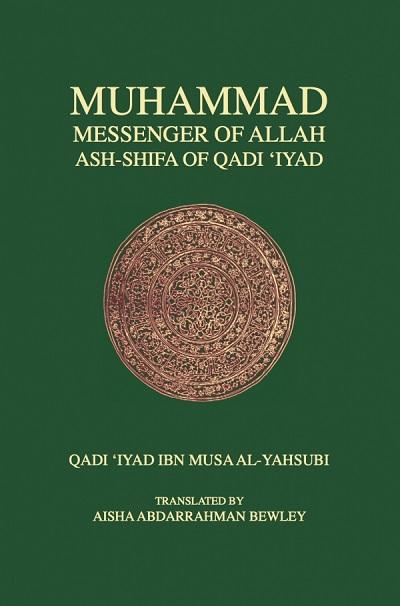 MUHAMMAD
MESSENGER OF ALLAH
ASH-SHIFA OF QADI ‘IYAD
QADI ‘IYAD IBN MUSA AL-YAHSUBI
TRANSLATED BY
AISHA ABDARRAHMAN BEWLEY